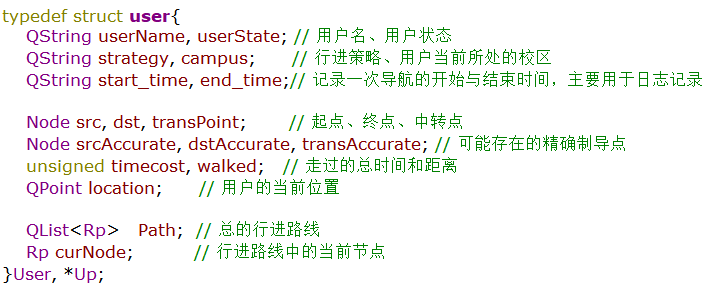 typedef struct user{
QString userName, userState; // 用户名、用户状态
QString strategy, campus; // 行进策略、用户当前所处的校区
QString start_time, end_time;// 记录一次导航的开始与结束时间，主要用于日志记录
Node src, dst, transPoint; // 起点、终点、中转点
Node srcAccurate, dstAccurate, transAccurate; // 可能存在的精确制导点
unsigned timecost, walked; // 走过的总时间和距离
QPoint location; // 用户的当前位置
QList<Rp> Path; // 总的行进路线
Rp curNode; // 行进路线中的当前节点
}User, *Up;